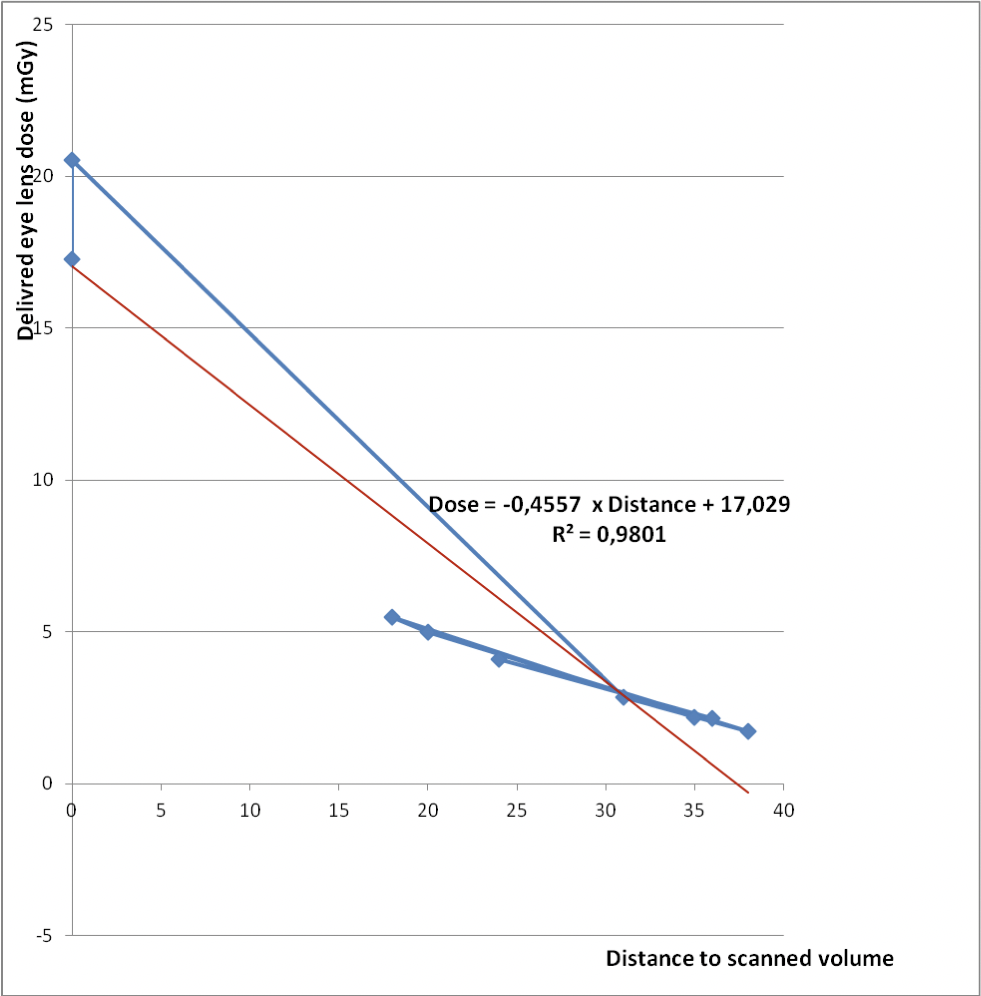 Delivred eye lens dose (mGy)
25
20
15
10
5
0
-5
Dose = -0,4557 x Distance + 17,029
R² = 0,9801
0 5 10 15 20 25 30 35 40
Distance to scanned volume